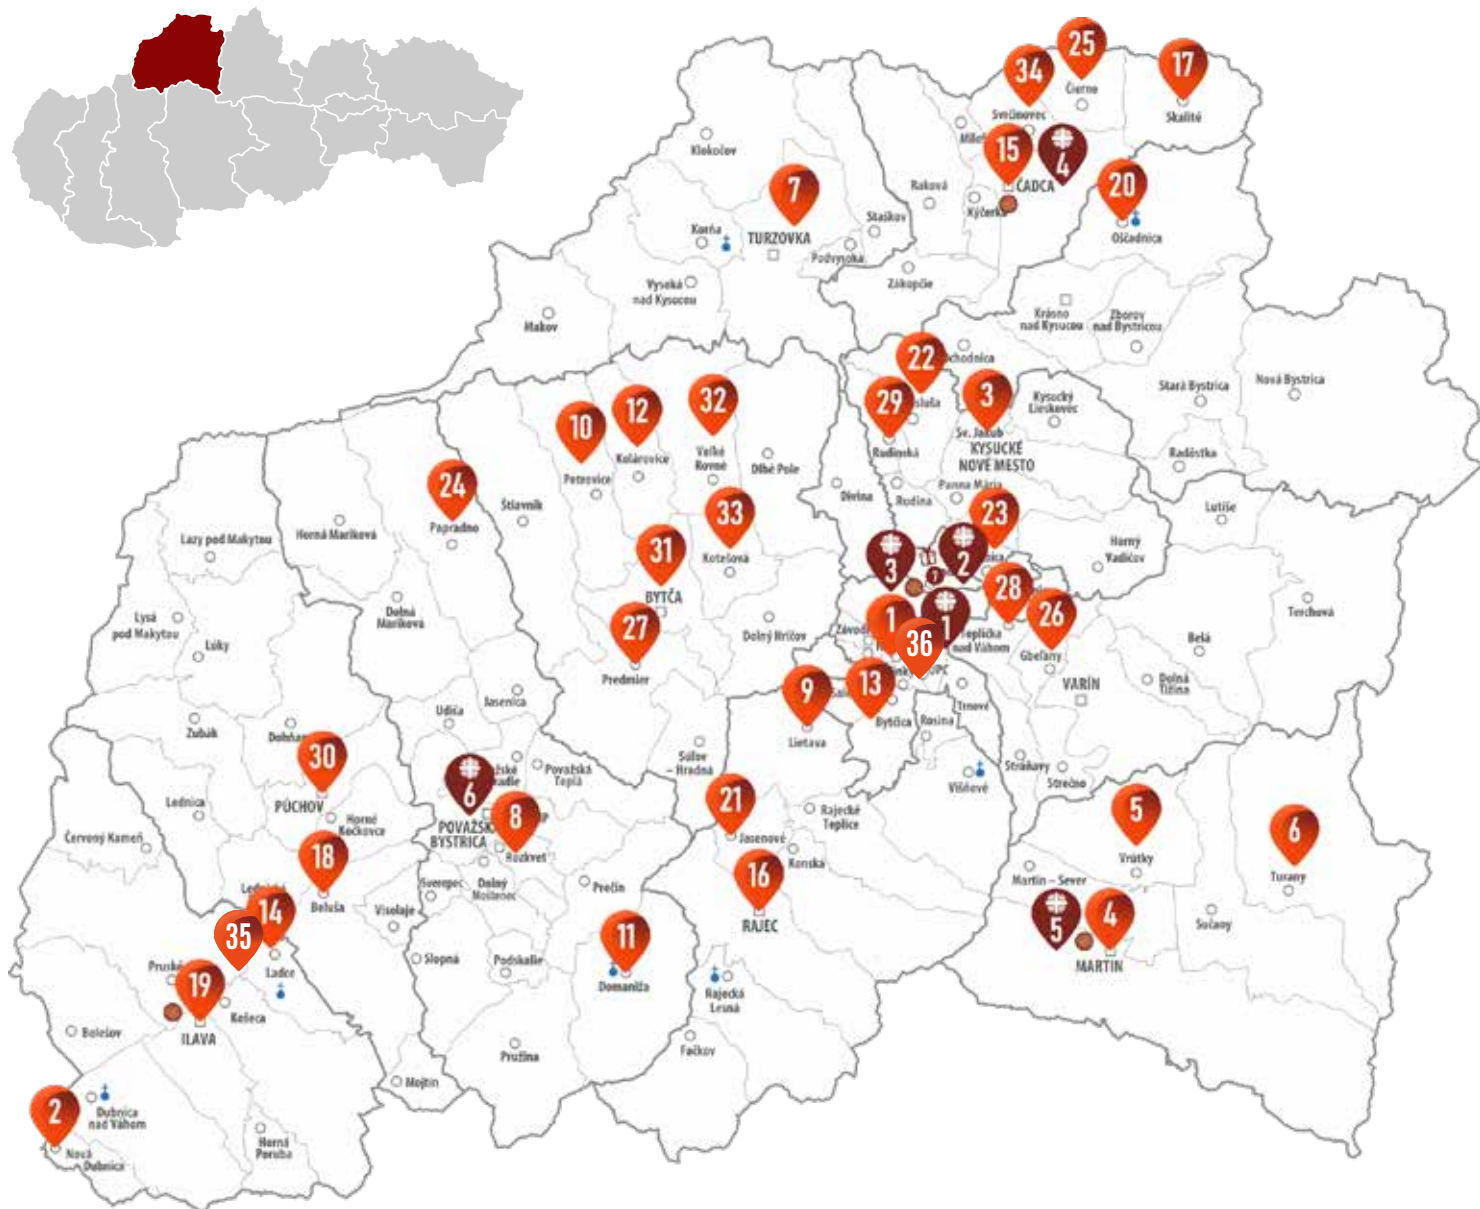 25
34
17
Čierne
Svrčinovec
Skalité
15
4
ČADCA
20
Oščadnica
Klokočov
7
Raková
Kýčerka
Staškov
Korňa
TURZOVKA
Podvysoká
Zákopčie
Vysoká
nad Kysucou
Makov
Krásno
nad Kysucou
Zborov
nad Bystricou
22
29
3
Kysucký
Lieskovec
Stará Bystrica
Nová Bystrica
Sv. Jakub
KYSUCKÉ
NOVÉ MESTO
Radôstka
10
12
32
Petrovice
Kolárovice
Veľké
Rovné
Dlhé Pole
Radinská
Divina
Rudina
Panna Mária
24
Papradno
Štiavnik
33
Kotešová
23
Lutiše
Horný
Vadičov
Horná Mariková
Lazy pod Makytou
31
BYTČA
3
2
28
26
Terchová
Dolná
Mariková
Lysá
pod Makytou
Lúky
27
Predmier
Dolný Hričov
1
1
36
Teplička
nad Váhom
Gbeľany
Belá
Dolná
Tižina
VARÍN
9
13
Lietava
Bytčica
Trnové
Rosina
Udiča
Jasenica
Zubák
30
PÚCHOV
Súľov
– Hradná
Stráňavy
Strečno
Višňové
6
Považská
Teplá
Lednica
Horné
Kočkovce
POVAŽSKÁ
BYSTRICA
8
Rozkvet
21
Jasenové
Rajecké
Teplice
Konská
5
Vrútky
6
Turany
Červený Kameň
18
Beluša
Sverepec
Dolný
Moštenec
Prečín
16
RAJEC
Martin – Sever
5
4
MARTIN
Sučany
Visolaje
14
35
Ladce
Slopná
Podskalie
11
Domaniža
Rajecká
Lesná
19
ILAVA
Košeca
Bolešov
Pružina
Fačkov
Mojtín
2
Dubnica
nad Váhom
Nová
Dubnica
Horná
Poruba